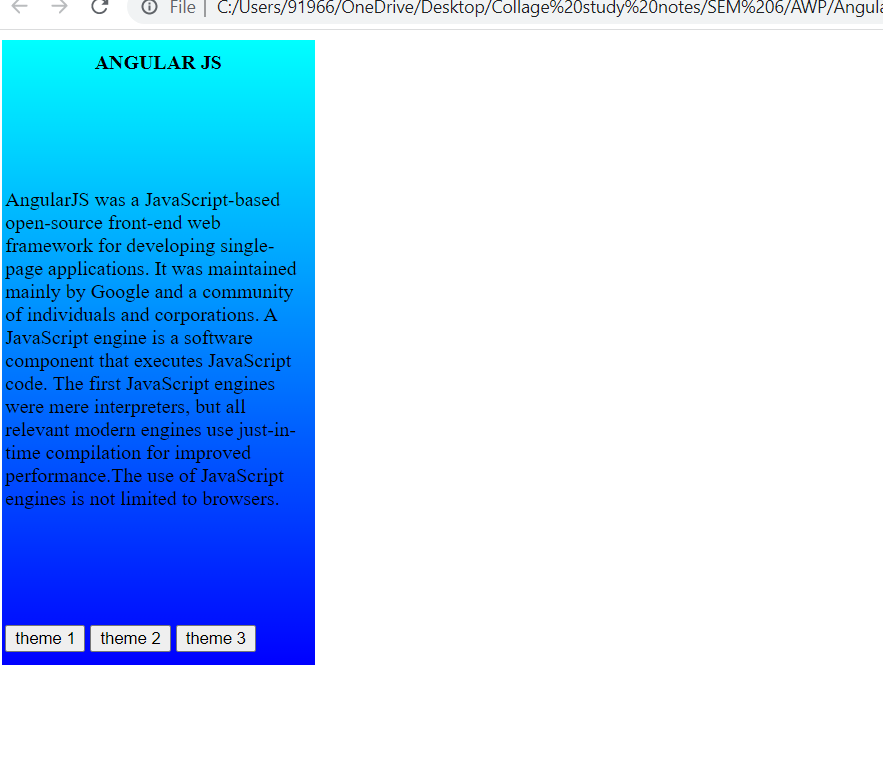 File | C:/Users/91966/OneDrive/Desktop/Collage%20study%20notes/SEM%206/AWP/Angula
ANGULAR JS
AngularJS was a JavaScript-based
open-source front-end web
framework for developing single-
page applications. It was maintained
mainly by Google and a community
of individuals and corporations. A
JavaScript engine is a software
component that executes JavaScript
code. The first JavaScript engines
were mere interpreters, but all
relevant modern engines use just-in-
time compilation for improved
performance.The use of JavaScript
engines is not limited to browsers.
theme 1 theme 2 theme 3